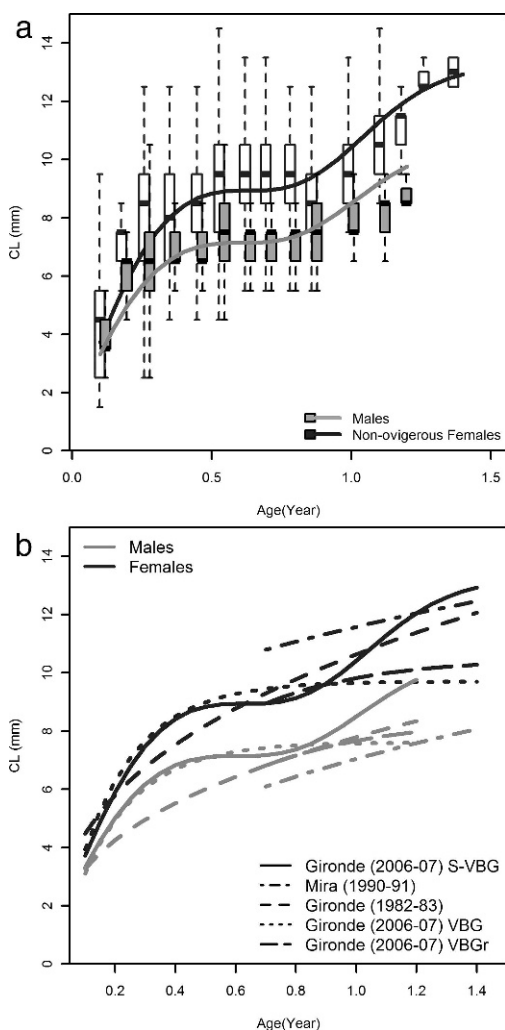 a
14
12
10
8
6
4
2
0
CL (mm)
Males
Non-ovigerous Females
0.0 0.5 1.0 1.5
Age(Year)
b
Males
Females
14
12
10
8
6
4
2
0
CL (mm)
Gironde (2006-07) S-VBG
Mira (1990-91)
Gironde (1982-83)
Gironde (2006-07) VBG
Gironde (2006-07) VBGr
0.2 0.4 0.6 0.8 1.0 1.2 1.4
Age(Year)